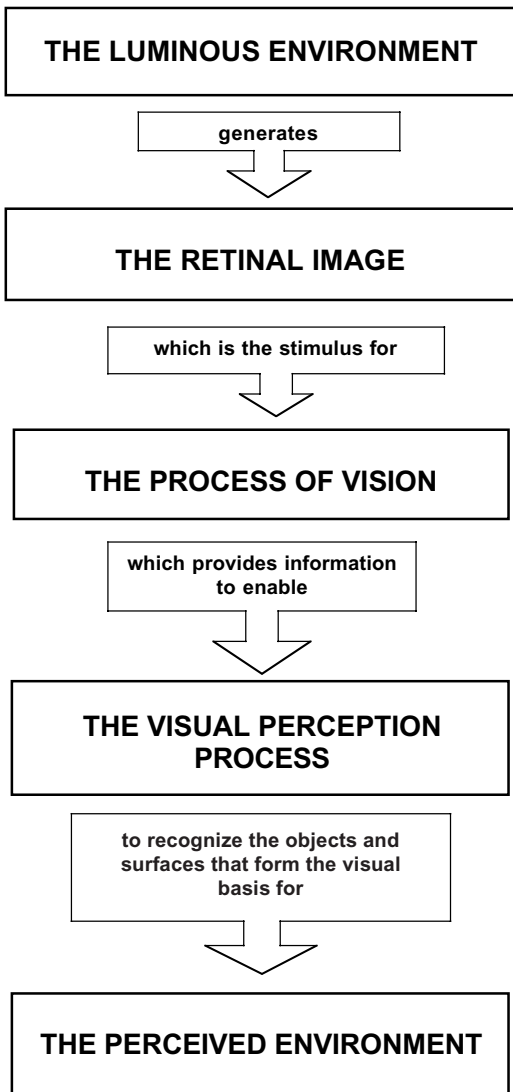 THE LUMINOUS ENVIRONMENT
generates
THE RETINAL IMAGE
which is the stimulus for
THE PROCESS OF VISION
which provides information
to enable
THE VISUAL PERCEPTION
PROCESS
to recognize the objects and
surfaces that form the visual
basis for
THE PERCEIVED ENVIRONMENT